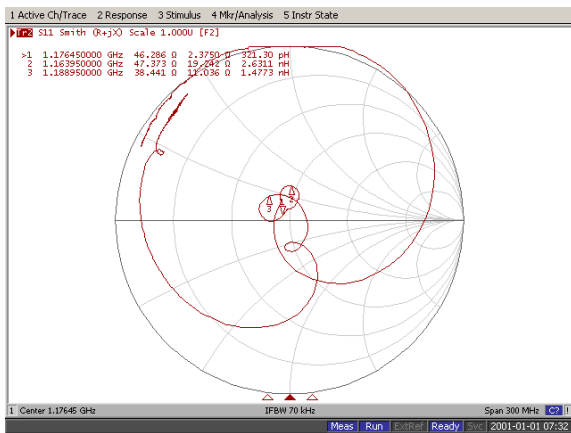 1 Active Ch/Trace 2 Response 3 Stimulus 4 Mkr/Analysis 5 Instr State
Tr2 S11 Smith (R+jX) Scale 1.000U [F2]
>1 1.176450000 GHz 46.286 Ω 2.3750 Ω 321.30 pH
2 1.163950000 GHz 47.373 Ω 19.242 Ω 2.6311 nH
3 1.188950000 GHz 38.441 Ω 11.036 Ω 1.4773 nH
1
2
3
1 Center 1.17645 GHz IFBW 70 kHz Span 300 MHz C? !
Meas Run ExtRef Ready Svc 2001-01-01 07:32